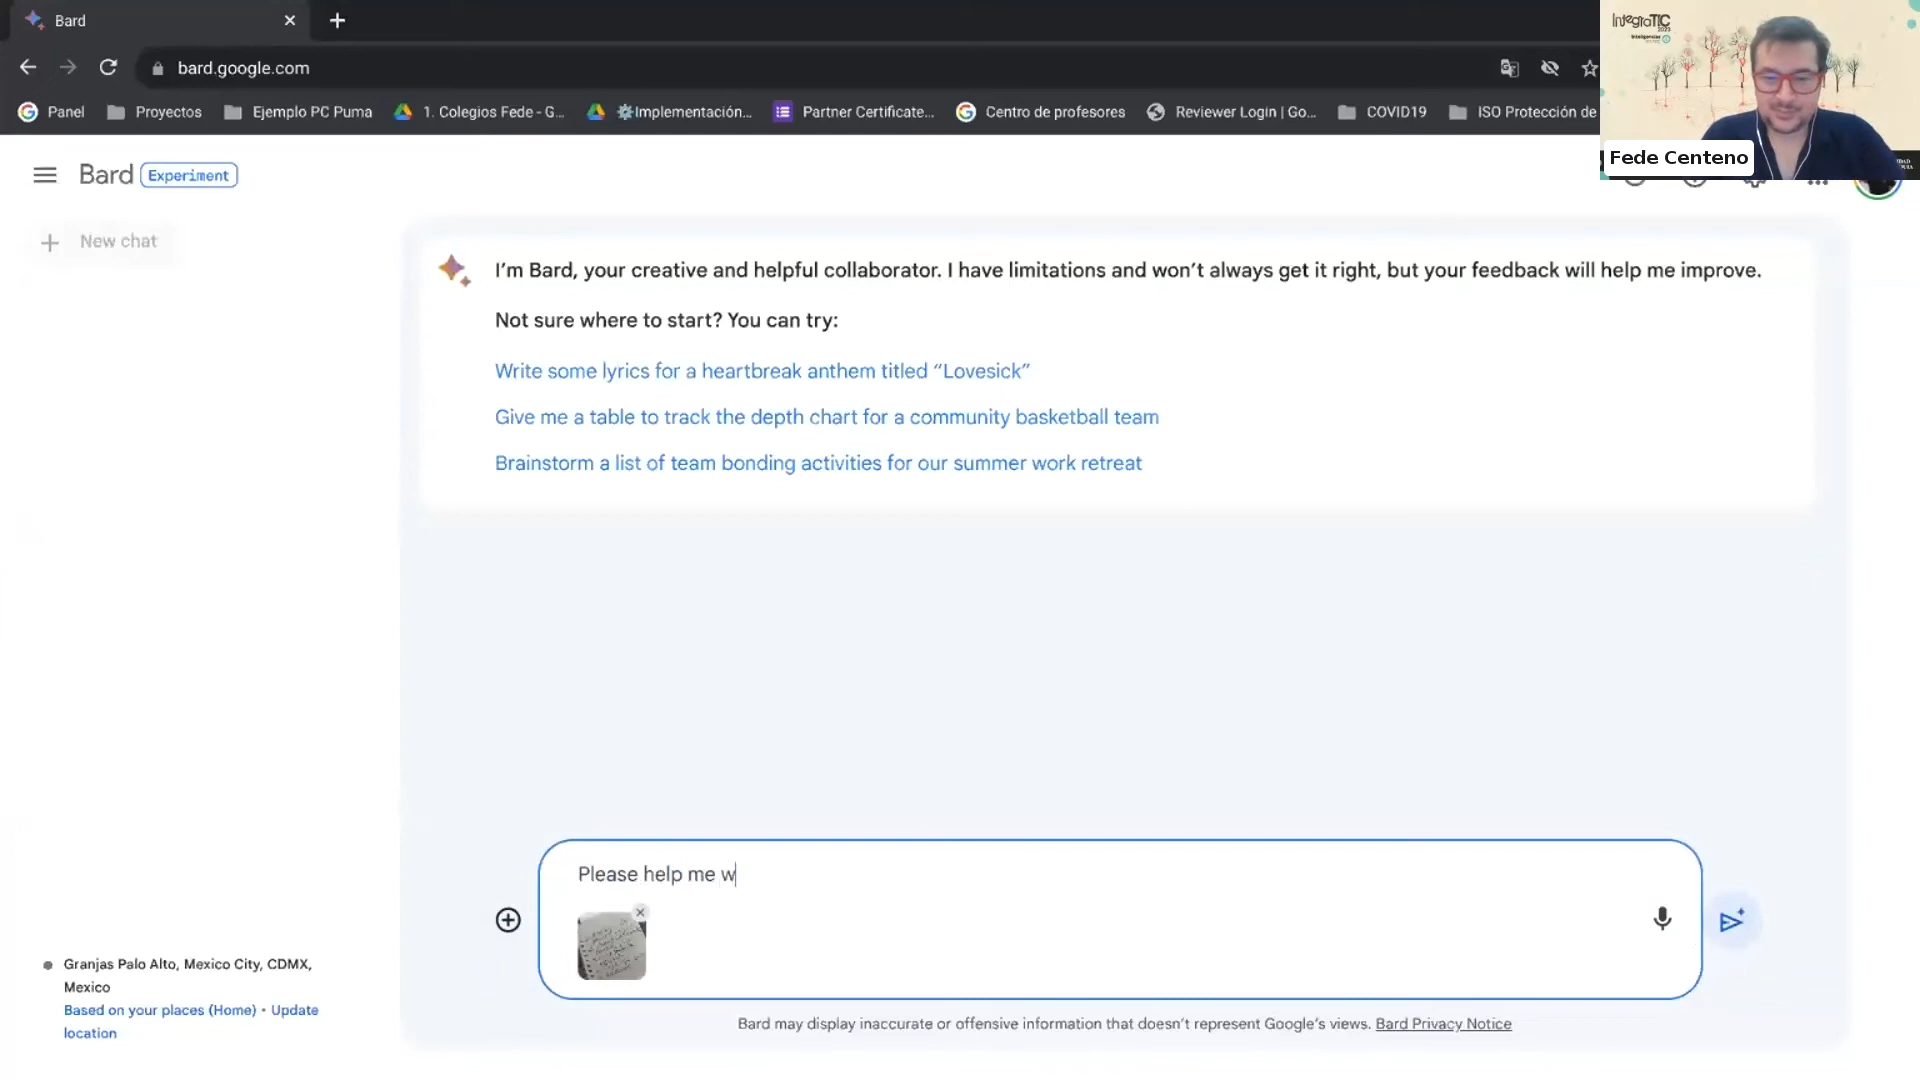 Bard
bard.google.com
Panel
Proyectos
Ejemplo PC Puma
1. Colegios Fede - G...
Implementación...
Partner Certificate...
Centro de profesores
Reviewer Login | Go...
COVID19
ISO Protección de
IntegraTIC
2023
Inteligencias
Fede Centeno
Bard
Experiment
New chat
I'm Bard, your creative and helpful collaborator. I have limitations and won't always get it right, but your feedback will help me improve.
Not sure where to start? You can try:
Write some lyrics for a heartbreak anthem titled “Lovesick”
Give me a table to track the depth chart for a community basketball team
Brainstorm a list of team bonding activities for our summer work retreat
Please help me w
Granjas Palo Alto, Mexico City, CDMX,
Mexico
Based on your places (Home) • Update
location
Bard may display inaccurate or offensive information that doesn't represent Google's views. Bard Privacy Notice